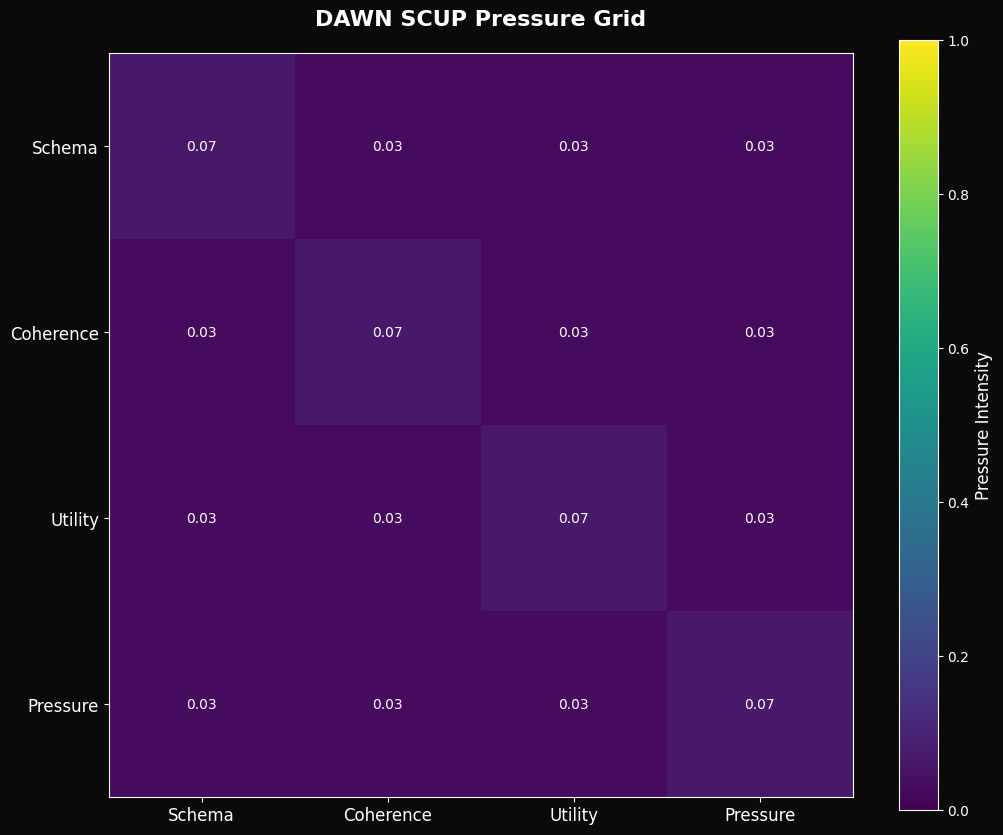 DAWN SCUP Pressure Grid
Schema 0.07 0.03 0.03 0.03
Coherence 0.03 0.07 0.03 0.03
Utility 0.03 0.03 0.07 0.03
Pressure 0.03 0.03 0.03 0.07
Schema Coherence Utility Pressure
1.0
0.8
0.6
0.4
0.2
0.0
Pressure Intensity